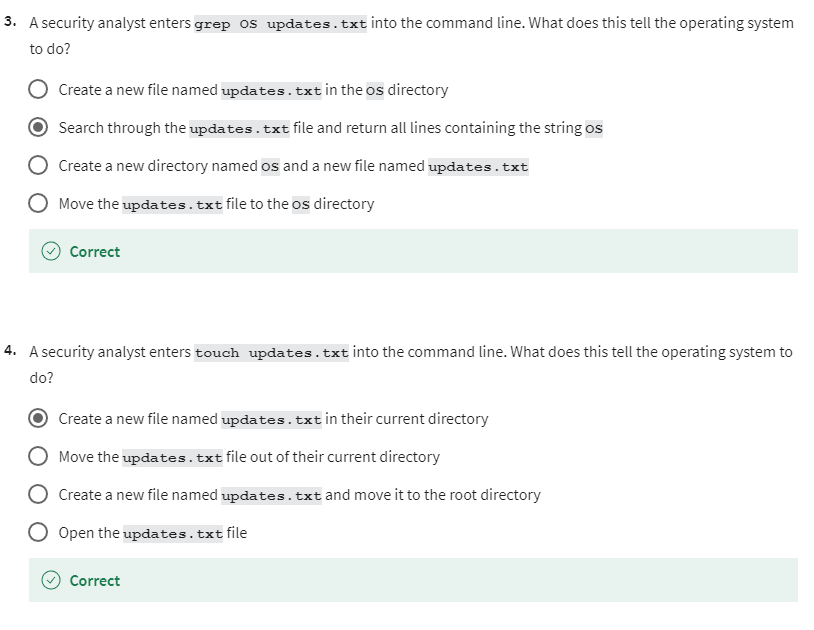 3. A security analyst enters grep OS updates.txt into the command line. What does this tell the operating system
to do?
Create a new file named updates.txt in the OS directory
Search through the updates.txt file and return all lines containing the string OS
Create a new directory named OS and a new file named updates.txt
Move the updates.txt file to the OS directory
Correct
4. A security analyst enters touch updates.txt into the command line. What does this tell the operating system to
do?
Create a new file named updates.txt in their current directory
Move the updates.txt file out of their current directory
Create a new file named updates.txt and move it to the root directory
Open the updates.txt file
Correct